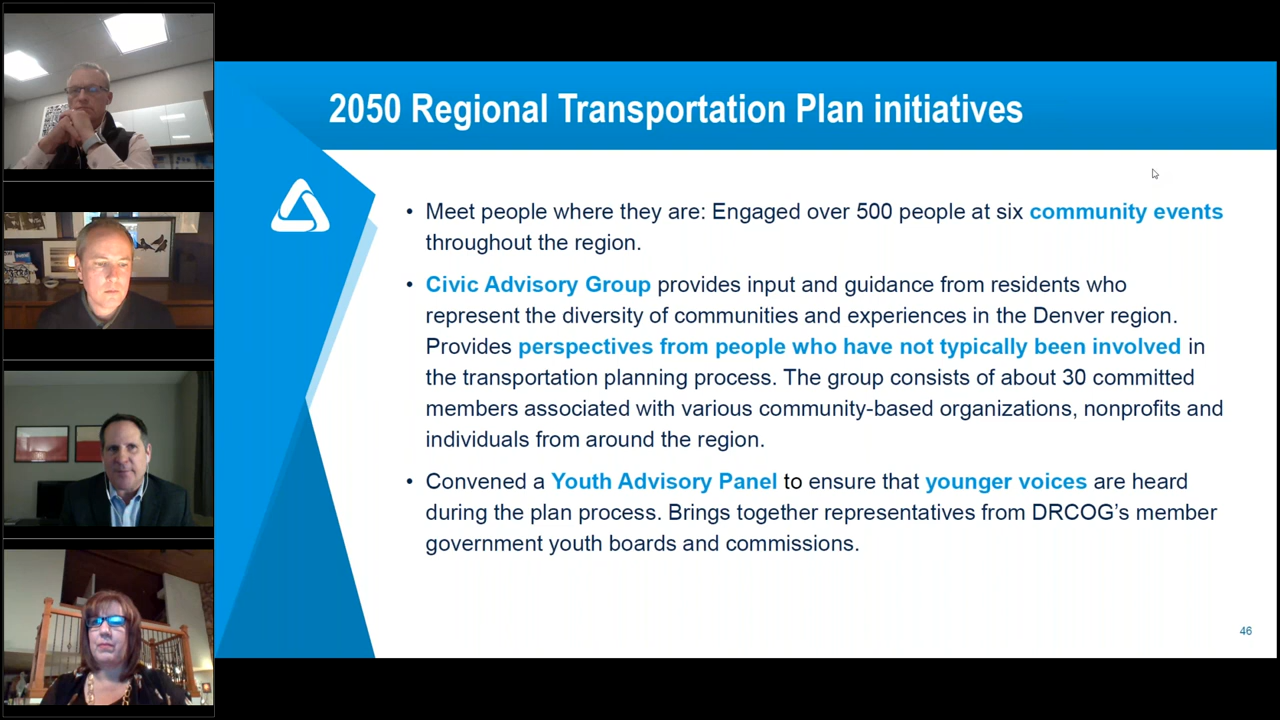 2050 Regional Transportation Plan initiatives
• Meet people where they are: Engaged over 500 people at six community events
throughout the region.
• Civic Advisory Group provides input and guidance from residents who
represent the diversity of communities and experiences in the Denver region.
Provides perspectives from people who have not typically been involved in
the transportation planning process. The group consists of about 30 committed
members associated with various community-based organizations, nonprofits and
individuals from around the region.
• Convened a Youth Advisory Panel to ensure that younger voices are heard
during the plan process. Brings together representatives from DRCOG’s member
government youth boards and commissions.
46